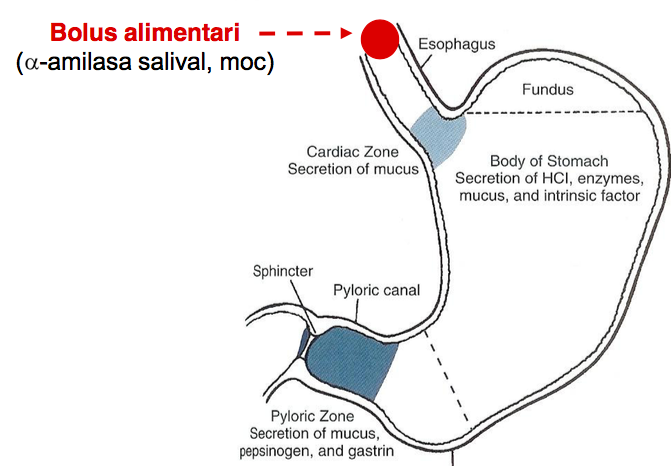 Bolus alimentari
(α-amilasa salival, moc)
Esophagus
Fundus
Cardiac Zone
Secretion of mucus
Body of Stomach
Secretion of HCl, enzymes,
mucus, and intrinsic factor
Sphincter
Pyloric canal
Pyloric Zone
Secretion of mucus,
pepsinogen, and gastrin